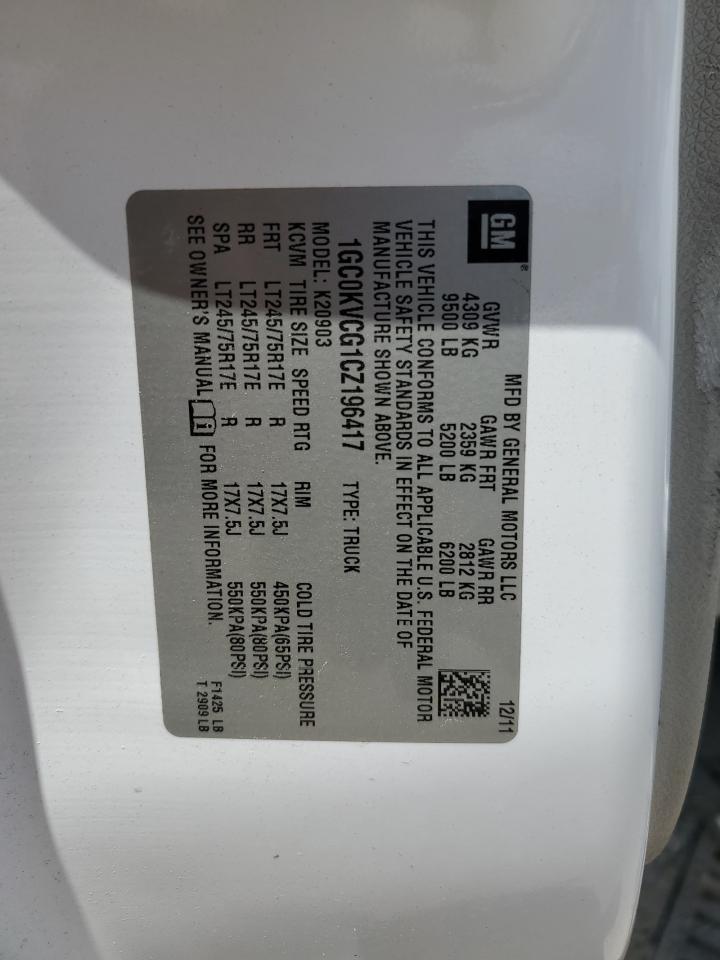 GM ®
MFD BY GENERAL MOTORS LLC 12/11
GVWR GAWR FRT GAWR RR
4309 KG 2359 KG 2812 KG
9500 LB 5200 LB 6200 LB
THIS VEHICLE CONFORMS TO ALL APPLICABLE U.S. FEDERAL MOTOR
VEHICLE SAFETY STANDARDS IN EFFECT ON THE DATE OF
MANUFACTURE SHOWN ABOVE.
1GC0KVCG1CZ196417 TYPE: TRUCK
MODEL: K20903
KCVM TIRE SIZE SPEED RTG RIM COLD TIRE PRESSURE
FRT LT245/75R17E R 17X7.5J 450KPA(65PSI)
RR LT245/75R17E R 17X7.5J 550KPA(80PSI)
SPA LT245/75R17E R 17X7.5J 550KPA(80PSI)
SEE OWNER'S MANUAL i FOR MORE INFORMATION.
F1425 LB
T 2909 LB